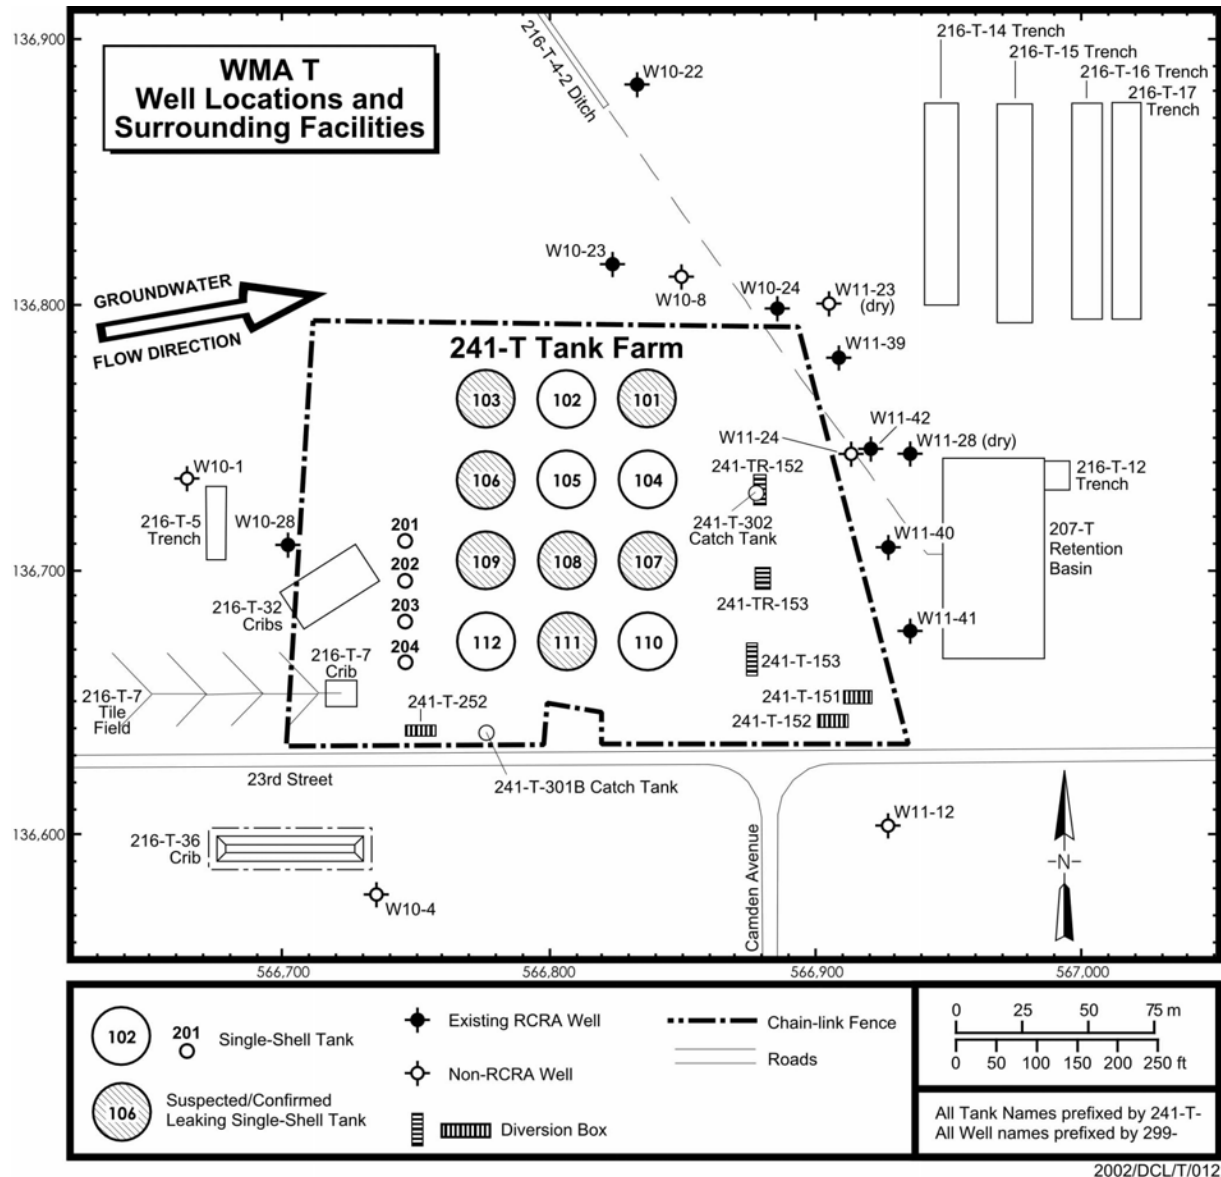 136,900
136,800
136,700
136,600
WMA T
Well Locations and
Surrounding Facilities
216-T-4-2 Ditch
W10-22
216-T-14 Trench
216-T-15 Trench
216-T-16 Trench
216-T-17
Trench
GROUNDWATER
FLOW DIRECTION
W10-23
W10-8
W10-24
W11-23
(dry)
W11-39
241-T Tank Farm
103
102
101
106
105
104
109
108
107
112
111
110
W11-42
W11-24
W11-28 (dry)
241-TR-152
241-T-302
Catch Tank
216-T-12
Trench
207-T
Retention
Basin
W10-1
216-T-5
Trench
W10-28
201
202
203
204
216-T-32
Cribs
W11-40
241-TR-153
W11-41
216-T-7
Crib
216-T-7
Tile
Field
241-T-153
241-T-252
241-T-151
241-T-152
23rd Street
241-T-301B Catch Tank
216-T-36
Crib
W10-4
Camden Avenue
W11-12
N
566,700
566,800
566,900
567,000
102
201
Single-Shell Tank
106
Suspected/Confirmed
Leaking Single-Shell Tank
Existing RCRA Well
Non-RCRA Well
Diversion Box
Chain-link Fence
Roads
0 25 50 75 m
0 50 100 150 200 250 ft
All Tank Names prefixed by 241-T-
All Well names prefixed by 299-
2002/DCL/T/012